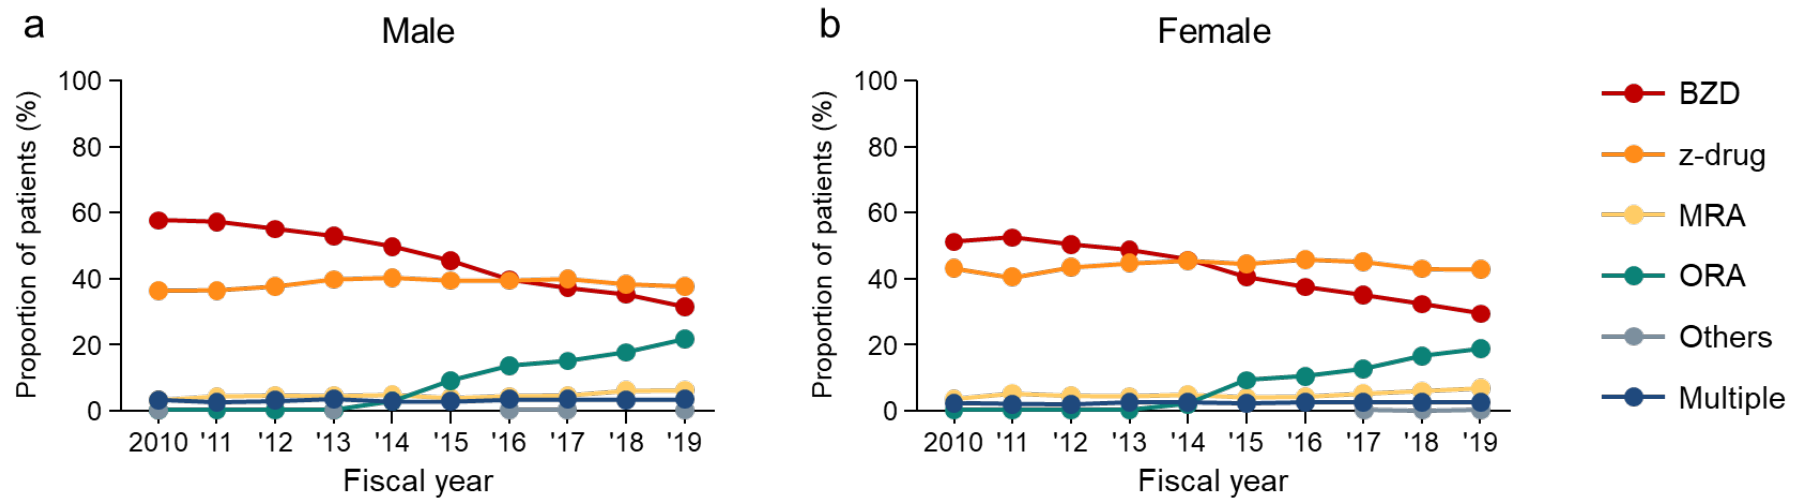 a
Male
Proportion of patients (%)
100
80
60
40
20
0
2010 '11 '12 '13 '14 '15 '16 '17 '18 '19
Fiscal year
b
Female
Proportion of patients (%)
100
80
60
40
20
0
2010 '11 '12 '13 '14 '15 '16 '17 '18 '19
Fiscal year
BZD
z-drug
MRA
ORA
Others
Multiple